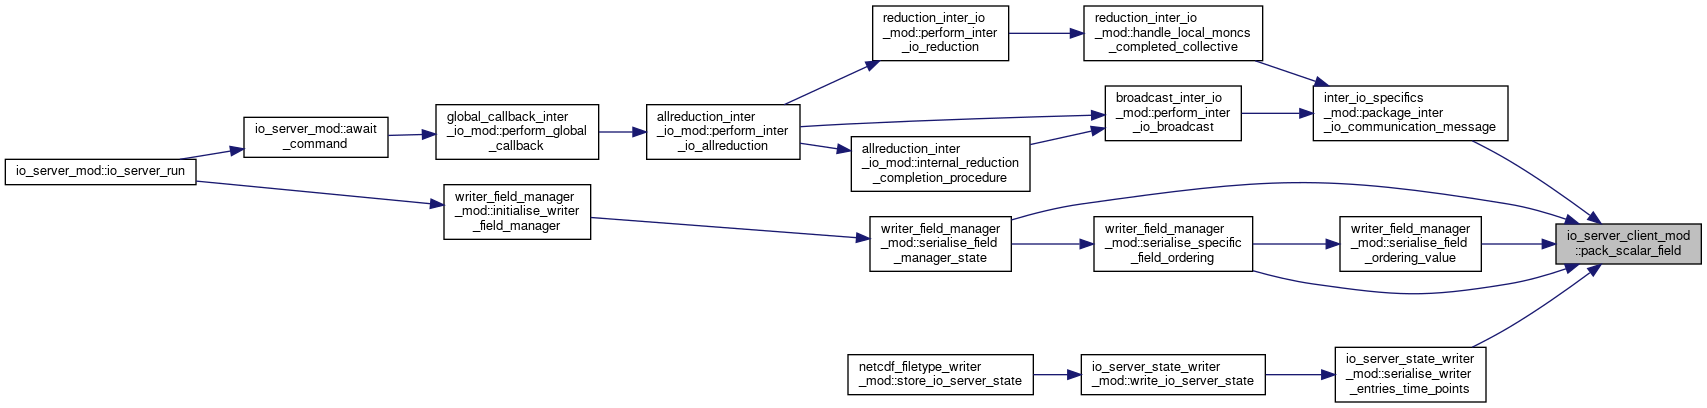 reduction_inter_io
_mod::perform_inter
_io_reduction
reduction_inter_io
_mod::handle_local_moncs
_completed_collective
broadcast_inter_io
_mod::perform_inter
_io_broadcast
inter_io_specifics
_mod::package_inter
_io_communication_message
io_server_mod::await
_command
global_callback_inter
_io_mod::perform_global
_callback
allreduction_inter
_io_mod::perform_inter
_io_allreduction
allreduction_inter
_io_mod::internal_reduction
_completion_procedure
io_server_mod::io_server_run
writer_field_manager
_mod::initialise_writer
_field_manager
writer_field_manager
_mod::serialise_field
_manager_state
writer_field_manager
_mod::serialise_specific
_field_ordering
writer_field_manager
_mod::serialise_field
_ordering_value
io_server_client_mod
::pack_scalar_field
netcdf_filetype_writer
_mod::store_io_server_state
io_server_state_writer
_mod::write_io_server_state
io_server_state_writer
_mod::serialise_writer
_entries_time_points